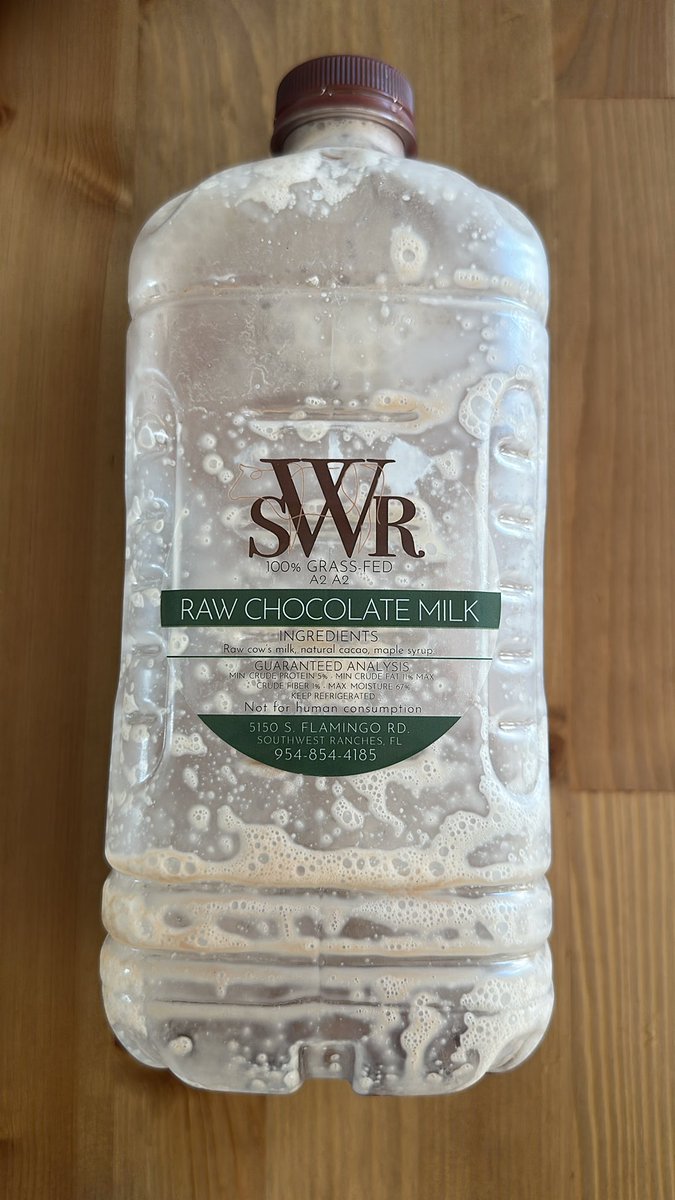 SWR
100% GRASS-FED
A2 A2
RAW CHOCOLATE MILK
INGREDIENTS
Raw cow's milk, natural cacao, maple syrup.
GUARANTEED ANALYSIS
MIN CRUDE PROTEIN 5% - MIN CRUDE FAT 11% MAX
CRUDE FIBER 1% - MAX MOISTURE 67%
KEEP REFRIGERATED
Not for human consumption
5150 S. FLAMINGO RD.
SOUTHWEST RANCHES, FL
954-854-4185